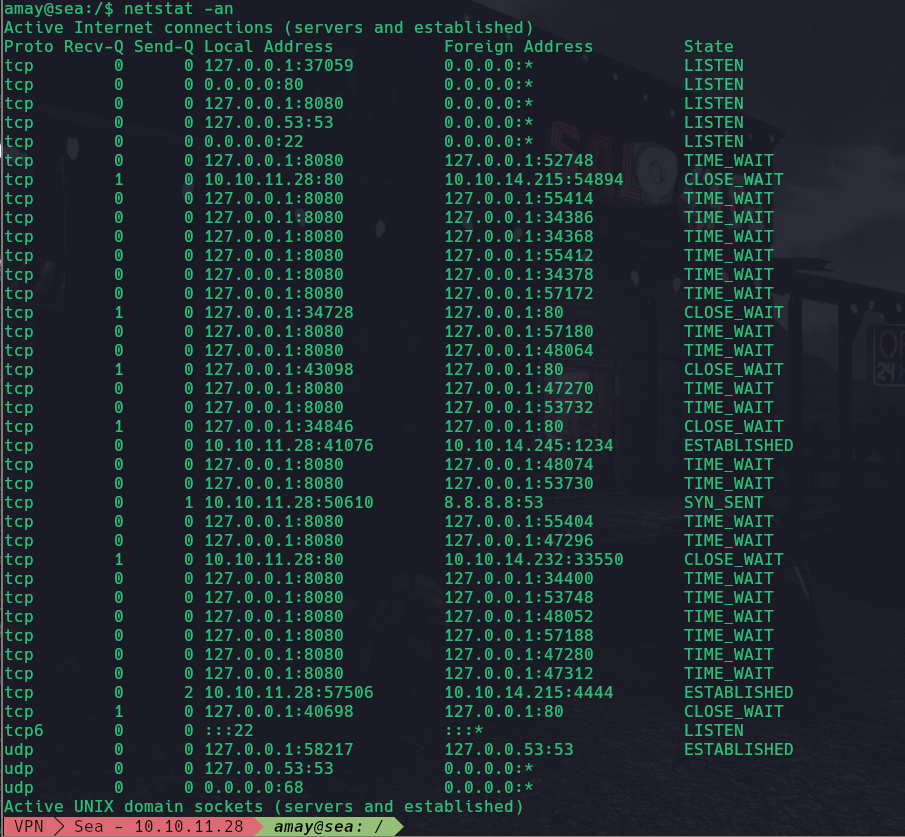 amay@sea:/$ netstat -an
Active Internet connections (servers and established)
Proto Recv-Q Send-Q Local Address           Foreign Address         State
tcp        0      0 127.0.0.1:37059         0.0.0.0:*               LISTEN
tcp        0      0 0.0.0.0:80              0.0.0.0:*               LISTEN
tcp        0      0 127.0.0.1:8080          0.0.0.0:*               LISTEN
tcp        0      0 127.0.0.53:53           0.0.0.0:*               LISTEN
tcp        0      0 0.0.0.0:22              0.0.0.0:*               LISTEN
tcp        0      0 127.0.0.1:8080          127.0.0.1:52748         TIME_WAIT
tcp        1      0 10.10.11.28:80          10.10.14.215:54894      CLOSE_WAIT
tcp        0      0 127.0.0.1:8080          127.0.0.1:55414         TIME_WAIT
tcp        0      0 127.0.0.1:8080          127.0.0.1:34386         TIME_WAIT
tcp        0      0 127.0.0.1:8080          127.0.0.1:34368         TIME_WAIT
tcp        0      0 127.0.0.1:8080          127.0.0.1:55412         TIME_WAIT
tcp        0      0 127.0.0.1:8080          127.0.0.1:34378         TIME_WAIT
tcp        0      0 127.0.0.1:8080          127.0.0.1:57172         TIME_WAIT
tcp        1      0 127.0.0.1:34728         127.0.0.1:80            CLOSE_WAIT
tcp        0      0 127.0.0.1:8080          127.0.0.1:57180         TIME_WAIT
tcp        0      0 127.0.0.1:8080          127.0.0.1:48064         TIME_WAIT
tcp        1      0 127.0.0.1:43098         127.0.0.1:80            CLOSE_WAIT
tcp        0      0 127.0.0.1:8080          127.0.0.1:47270         TIME_WAIT
tcp        0      0 127.0.0.1:8080          127.0.0.1:53732         TIME_WAIT
tcp        1      0 127.0.0.1:34846         127.0.0.1:80            CLOSE_WAIT
tcp        0      0 10.10.11.28:41076       10.10.14.245:1234       ESTABLISHED
tcp        0      0 127.0.0.1:8080          127.0.0.1:48074         TIME_WAIT
tcp        0      0 127.0.0.1:8080          127.0.0.1:53730         TIME_WAIT
tcp        0      1 10.10.11.28:50610       8.8.8.8:53              SYN_SENT
tcp        0      0 127.0.0.1:8080          127.0.0.1:55404         TIME_WAIT
tcp        0      0 127.0.0.1:8080          127.0.0.1:47296         TIME_WAIT
tcp        1      0 10.10.11.28:80          10.10.14.232:33550      CLOSE_WAIT
tcp        0      0 127.0.0.1:8080          127.0.0.1:34400         TIME_WAIT
tcp        0      0 127.0.0.1:8080          127.0.0.1:53748         TIME_WAIT
tcp        0      0 127.0.0.1:8080          127.0.0.1:48052         TIME_WAIT
tcp        0      0 127.0.0.1:8080          127.0.0.1:57188         TIME_WAIT
tcp        0      0 127.0.0.1:8080          127.0.0.1:47280         TIME_WAIT
tcp        0      0 127.0.0.1:8080          127.0.0.1:47312         TIME_WAIT
tcp        0      2 10.10.11.28:57506       10.10.14.215:4444       ESTABLISHED
tcp        1      0 127.0.0.1:40698         127.0.0.1:80            CLOSE_WAIT
tcp6       0      0 :::22                   :::*                    LISTEN
udp        0      0 127.0.0.1:58217         127.0.0.53:53           ESTABLISHED
udp        0      0 127.0.0.53:53           0.0.0.0:*
udp        0      0 0.0.0.0:68              0.0.0.0:*
Active UNIX domain sockets (servers and established)
VPN Sea - 10.10.11.28 amay@sea: /